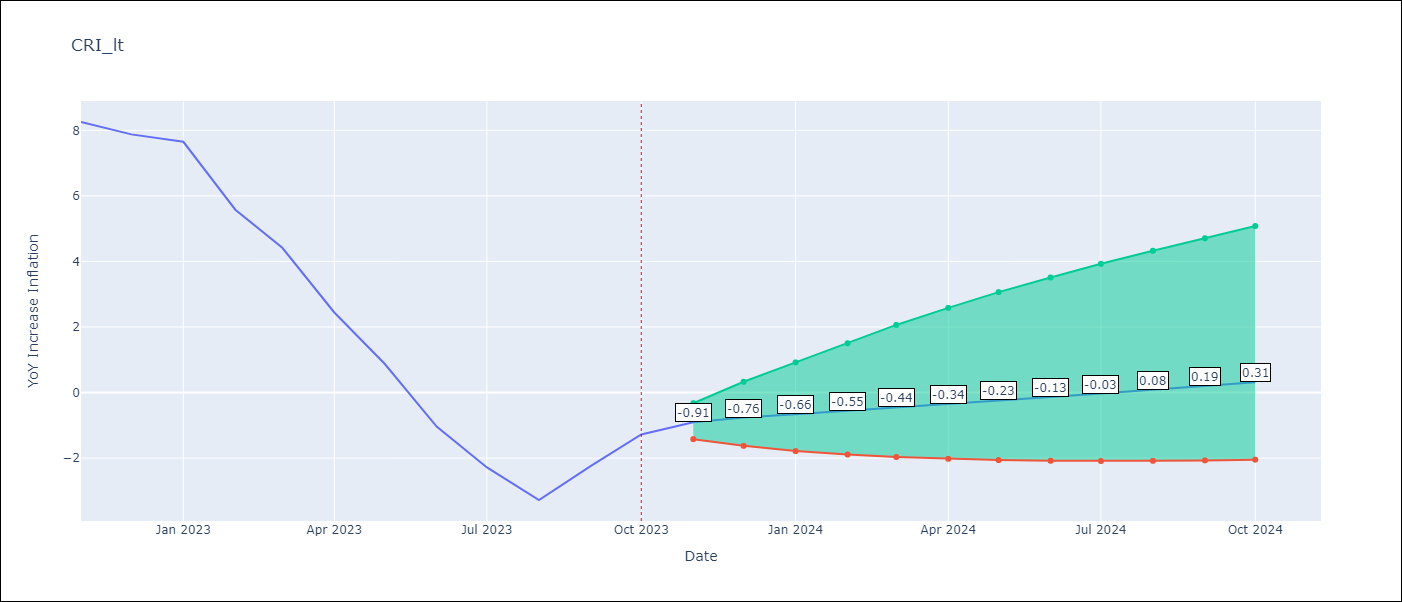 CRI_lt
YoY Increase Inflation
8
6
4
2
0
−2
-0.91
-0.76
-0.66
-0.55
-0.44
-0.34
-0.23
-0.13
-0.03
0.08
0.19
0.31
Jan 2023
Apr 2023
Jul 2023
Oct 2023
Jan 2024
Apr 2024
Jul 2024
Oct 2024
Date